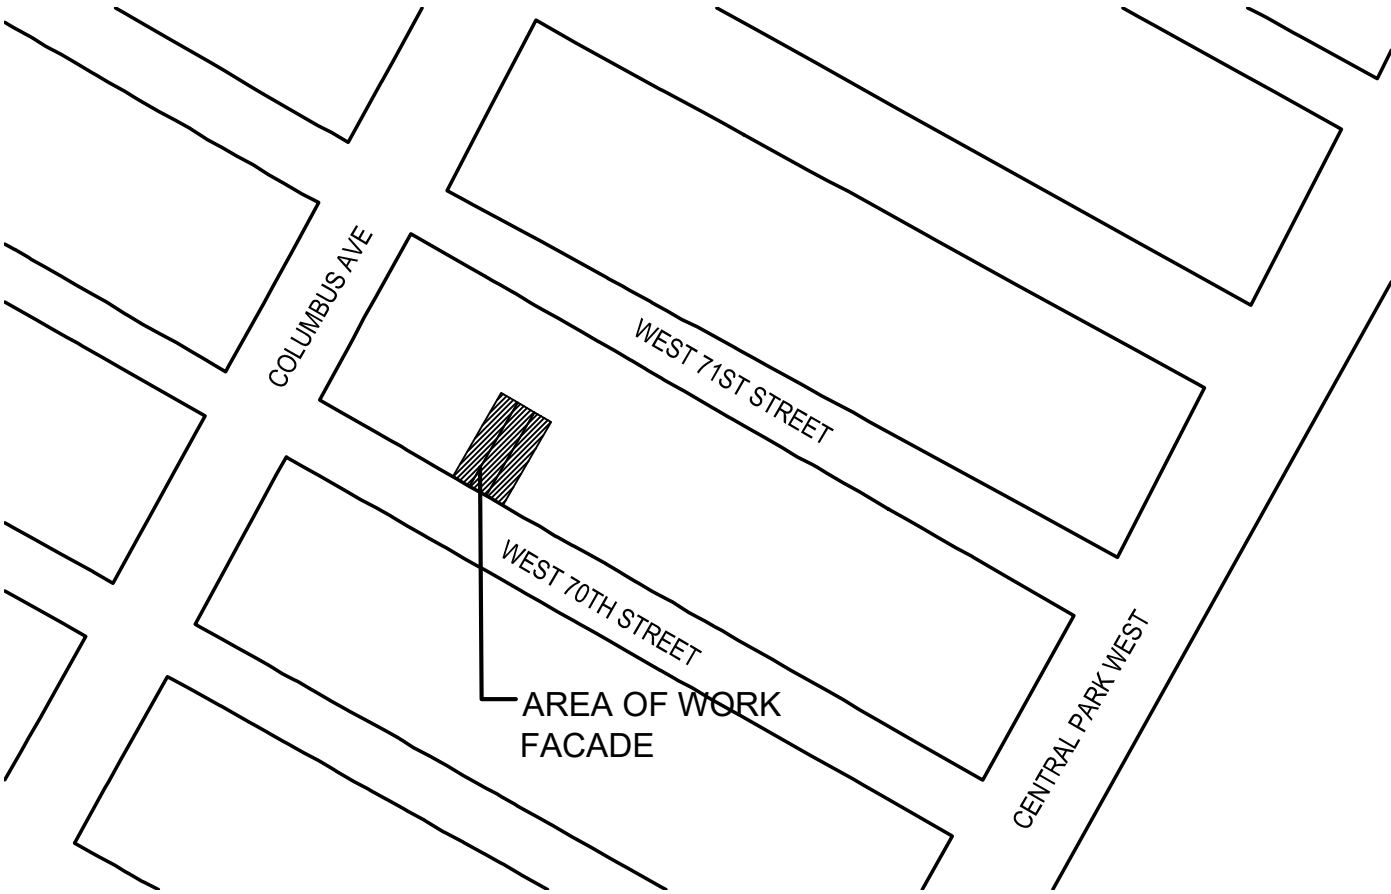 COLUMBUS AVE
WEST 71ST STREET
WEST 70TH STREET
CENTRAL PARK WEST
AREA OF WORK
FACADE